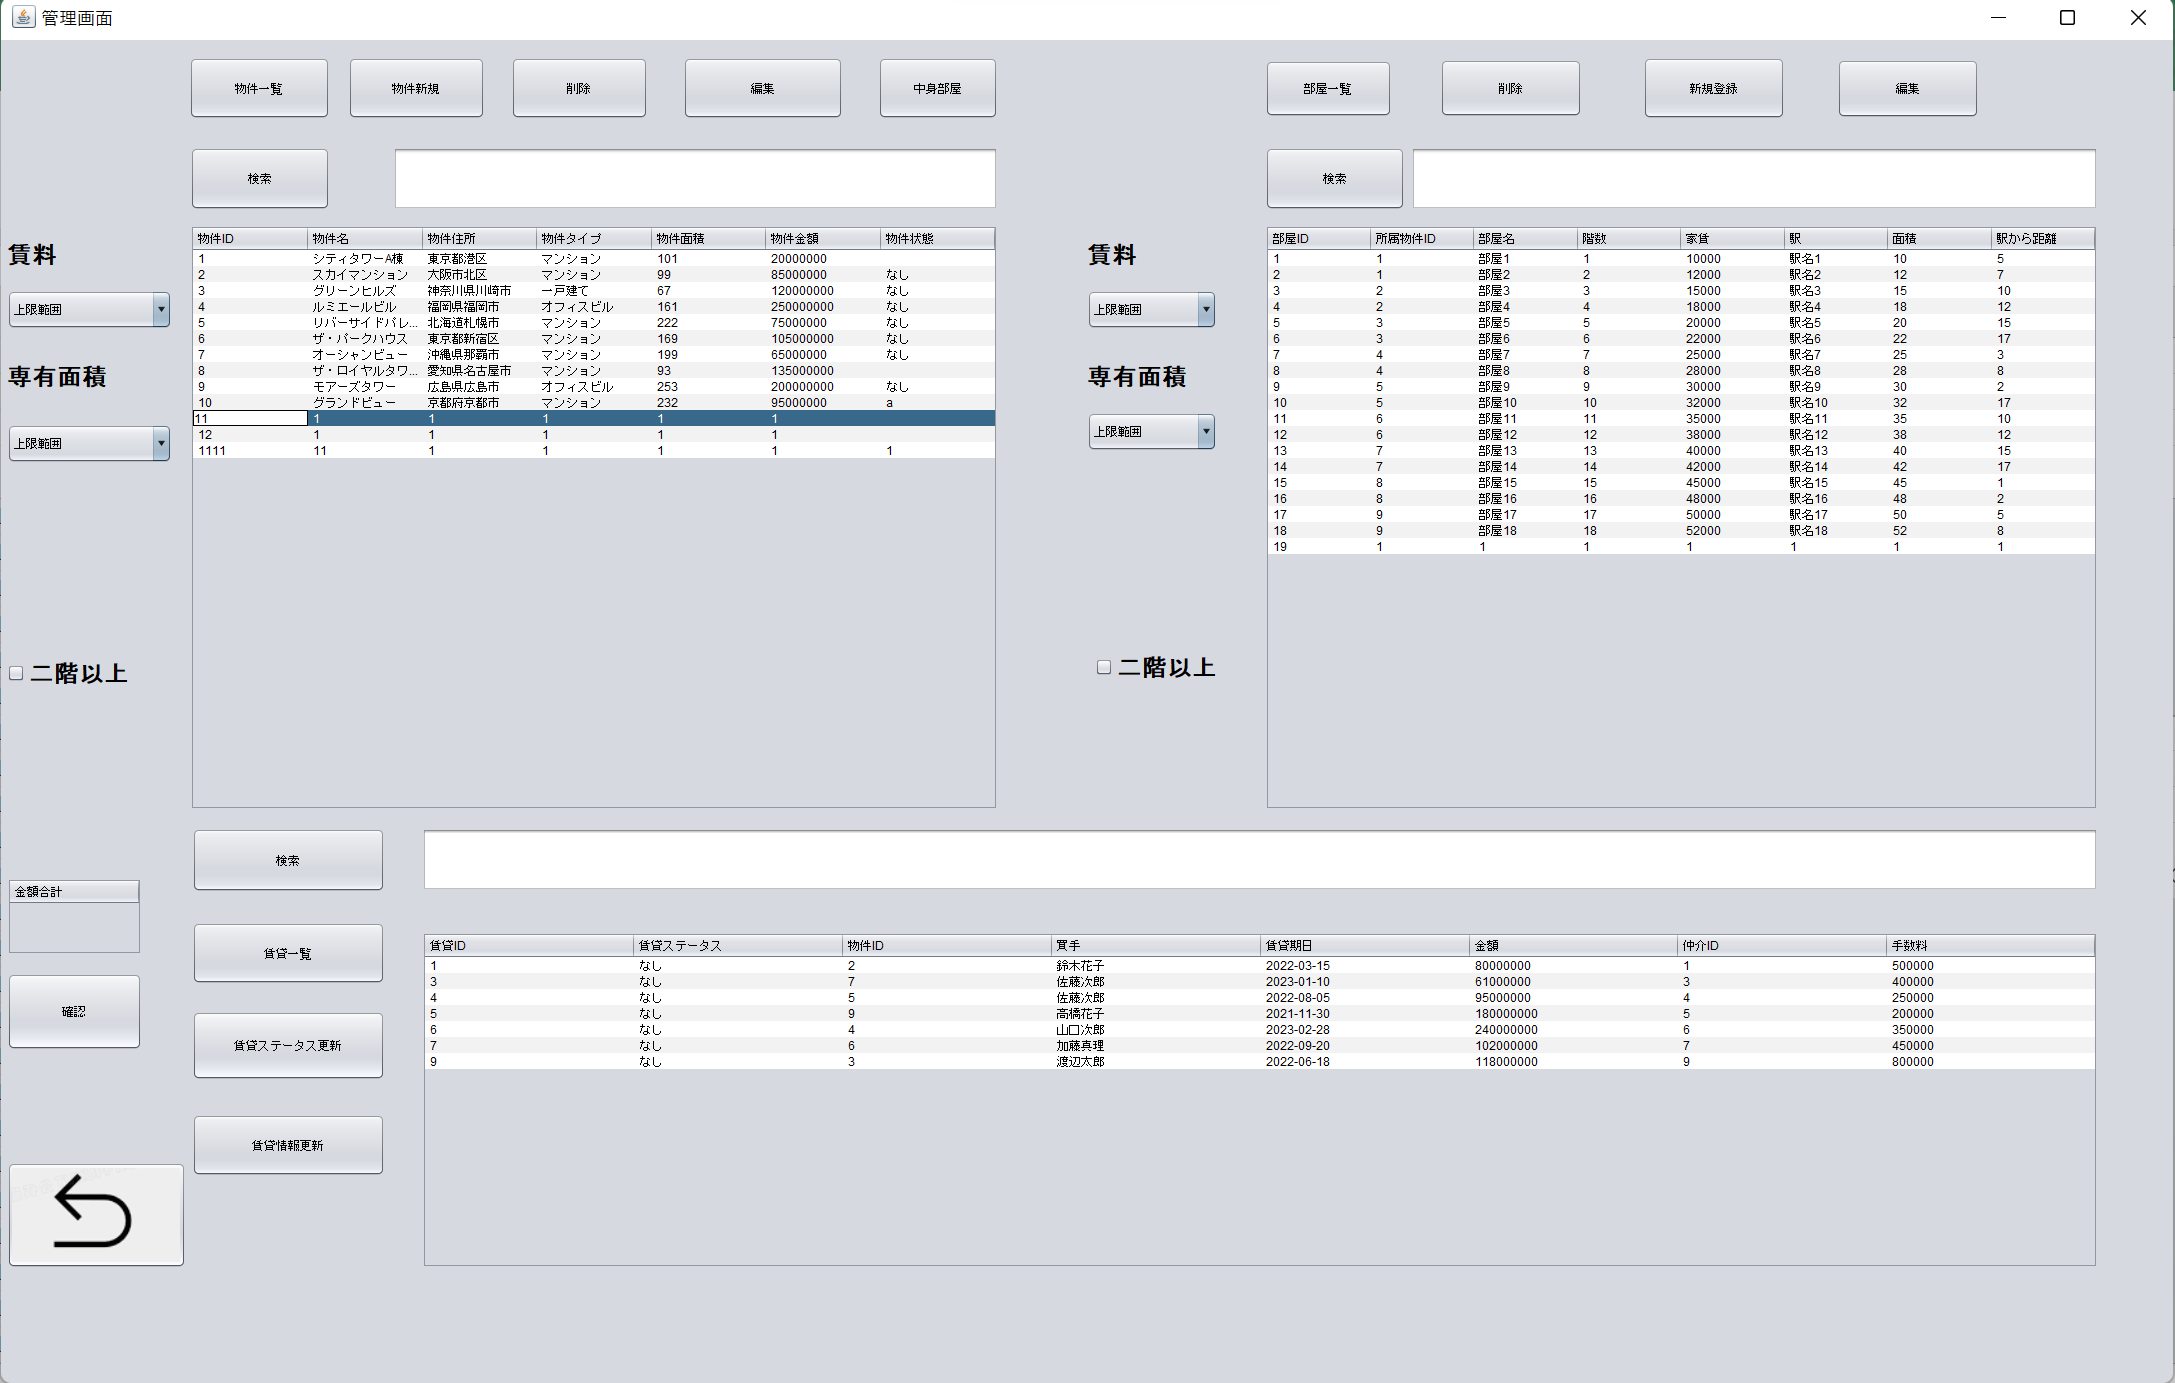 管理画面
物件一覧 物件新規 削除 編集 中身部屋
部屋一覧 削除 新規登録 編集
検索
検索
賃料
上限範囲
専有面積
上限範囲
二階以上
物件ID 物件名 物件住所 物件タイプ 物件面積 物件金額 物件状態
1 シティタワーA棟 東京都港区 マンション 101 20000000
2 スカイマンション 大阪市北区 マンション 99 85000000 なし
3 グリーンヒルズ 神奈川県川崎市 一戸建て 67 120000000 なし
4 ルミエールビル 福岡県福岡市 オフィスビル 161 250000000 なし
5 リバーサイドパレ... 北海道札幌市 マンション 222 75000000 なし
6 ザ・パークハウス 東京都新宿区 マンション 169 105000000 なし
7 オーシャンビュー 沖縄県那覇市 マンション 199 65000000 なし
8 ザ・ロイヤルタワ... 愛知県名古屋市 マンション 93 135000000
9 モアーズタワー 広島県広島市 オフィスビル 253 200000000 なし
10 グランドビュー 京都府京都市 マンション 232 95000000 a
11 1 1 1 1 1
12 1 1 1 1 1
1111 11 1 1 1 1 1
賃料
上限範囲
専有面積
上限範囲
二階以上
部屋ID 所属物件ID 部屋名 階数 家賃 駅 面積 駅から距離
1 1 部屋1 1 10000 駅名1 10 5
2 1 部屋2 2 12000 駅名2 12 7
3 2 部屋3 3 15000 駅名3 15 10
4 2 部屋4 4 18000 駅名4 18 12
5 3 部屋5 5 20000 駅名5 20 15
6 3 部屋6 6 22000 駅名6 22 17
7 4 部屋7 7 25000 駅名7 25 3
8 4 部屋8 8 28000 駅名8 28 8
9 5 部屋9 9 30000 駅名9 30 2
10 5 部屋10 10 32000 駅名10 32 17
11 6 部屋11 11 35000 駅名11 35 10
12 6 部屋12 12 38000 駅名12 38 12
13 7 部屋13 13 40000 駅名13 40 15
14 7 部屋14 14 42000 駅名14 42 17
15 8 部屋15 15 45000 駅名15 45 1
16 8 部屋16 16 48000 駅名16 48 2
17 9 部屋17 17 50000 駅名17 50 5
18 9 部屋18 18 52000 駅名18 52 8
19 1 1 1 1 1 1 1
検索
金額合計
確認
賃貸一覧
賃貸ステータス更新
賃貸情報更新
賃貸ID 賃貸ステータス 物件ID 買手 賃貸期日 金額 仲介ID 手数料
1 なし 2 鈴木花子 2022-03-15 80000000 1 500000
3 なし 7 佐藤次郎 2023-01-10 61000000 3 400000
4 なし 5 佐藤次郎 2022-08-05 95000000 4 250000
5 なし 9 高橋花子 2021-11-30 180000000 5 200000
6 なし 4 山口次郎 2023-02-28 240000000 6 350000
7 なし 6 加藤真理 2022-09-20 102000000 7 450000
9 なし 3 渡辺太郎 2022-06-18 118000000 9 800000